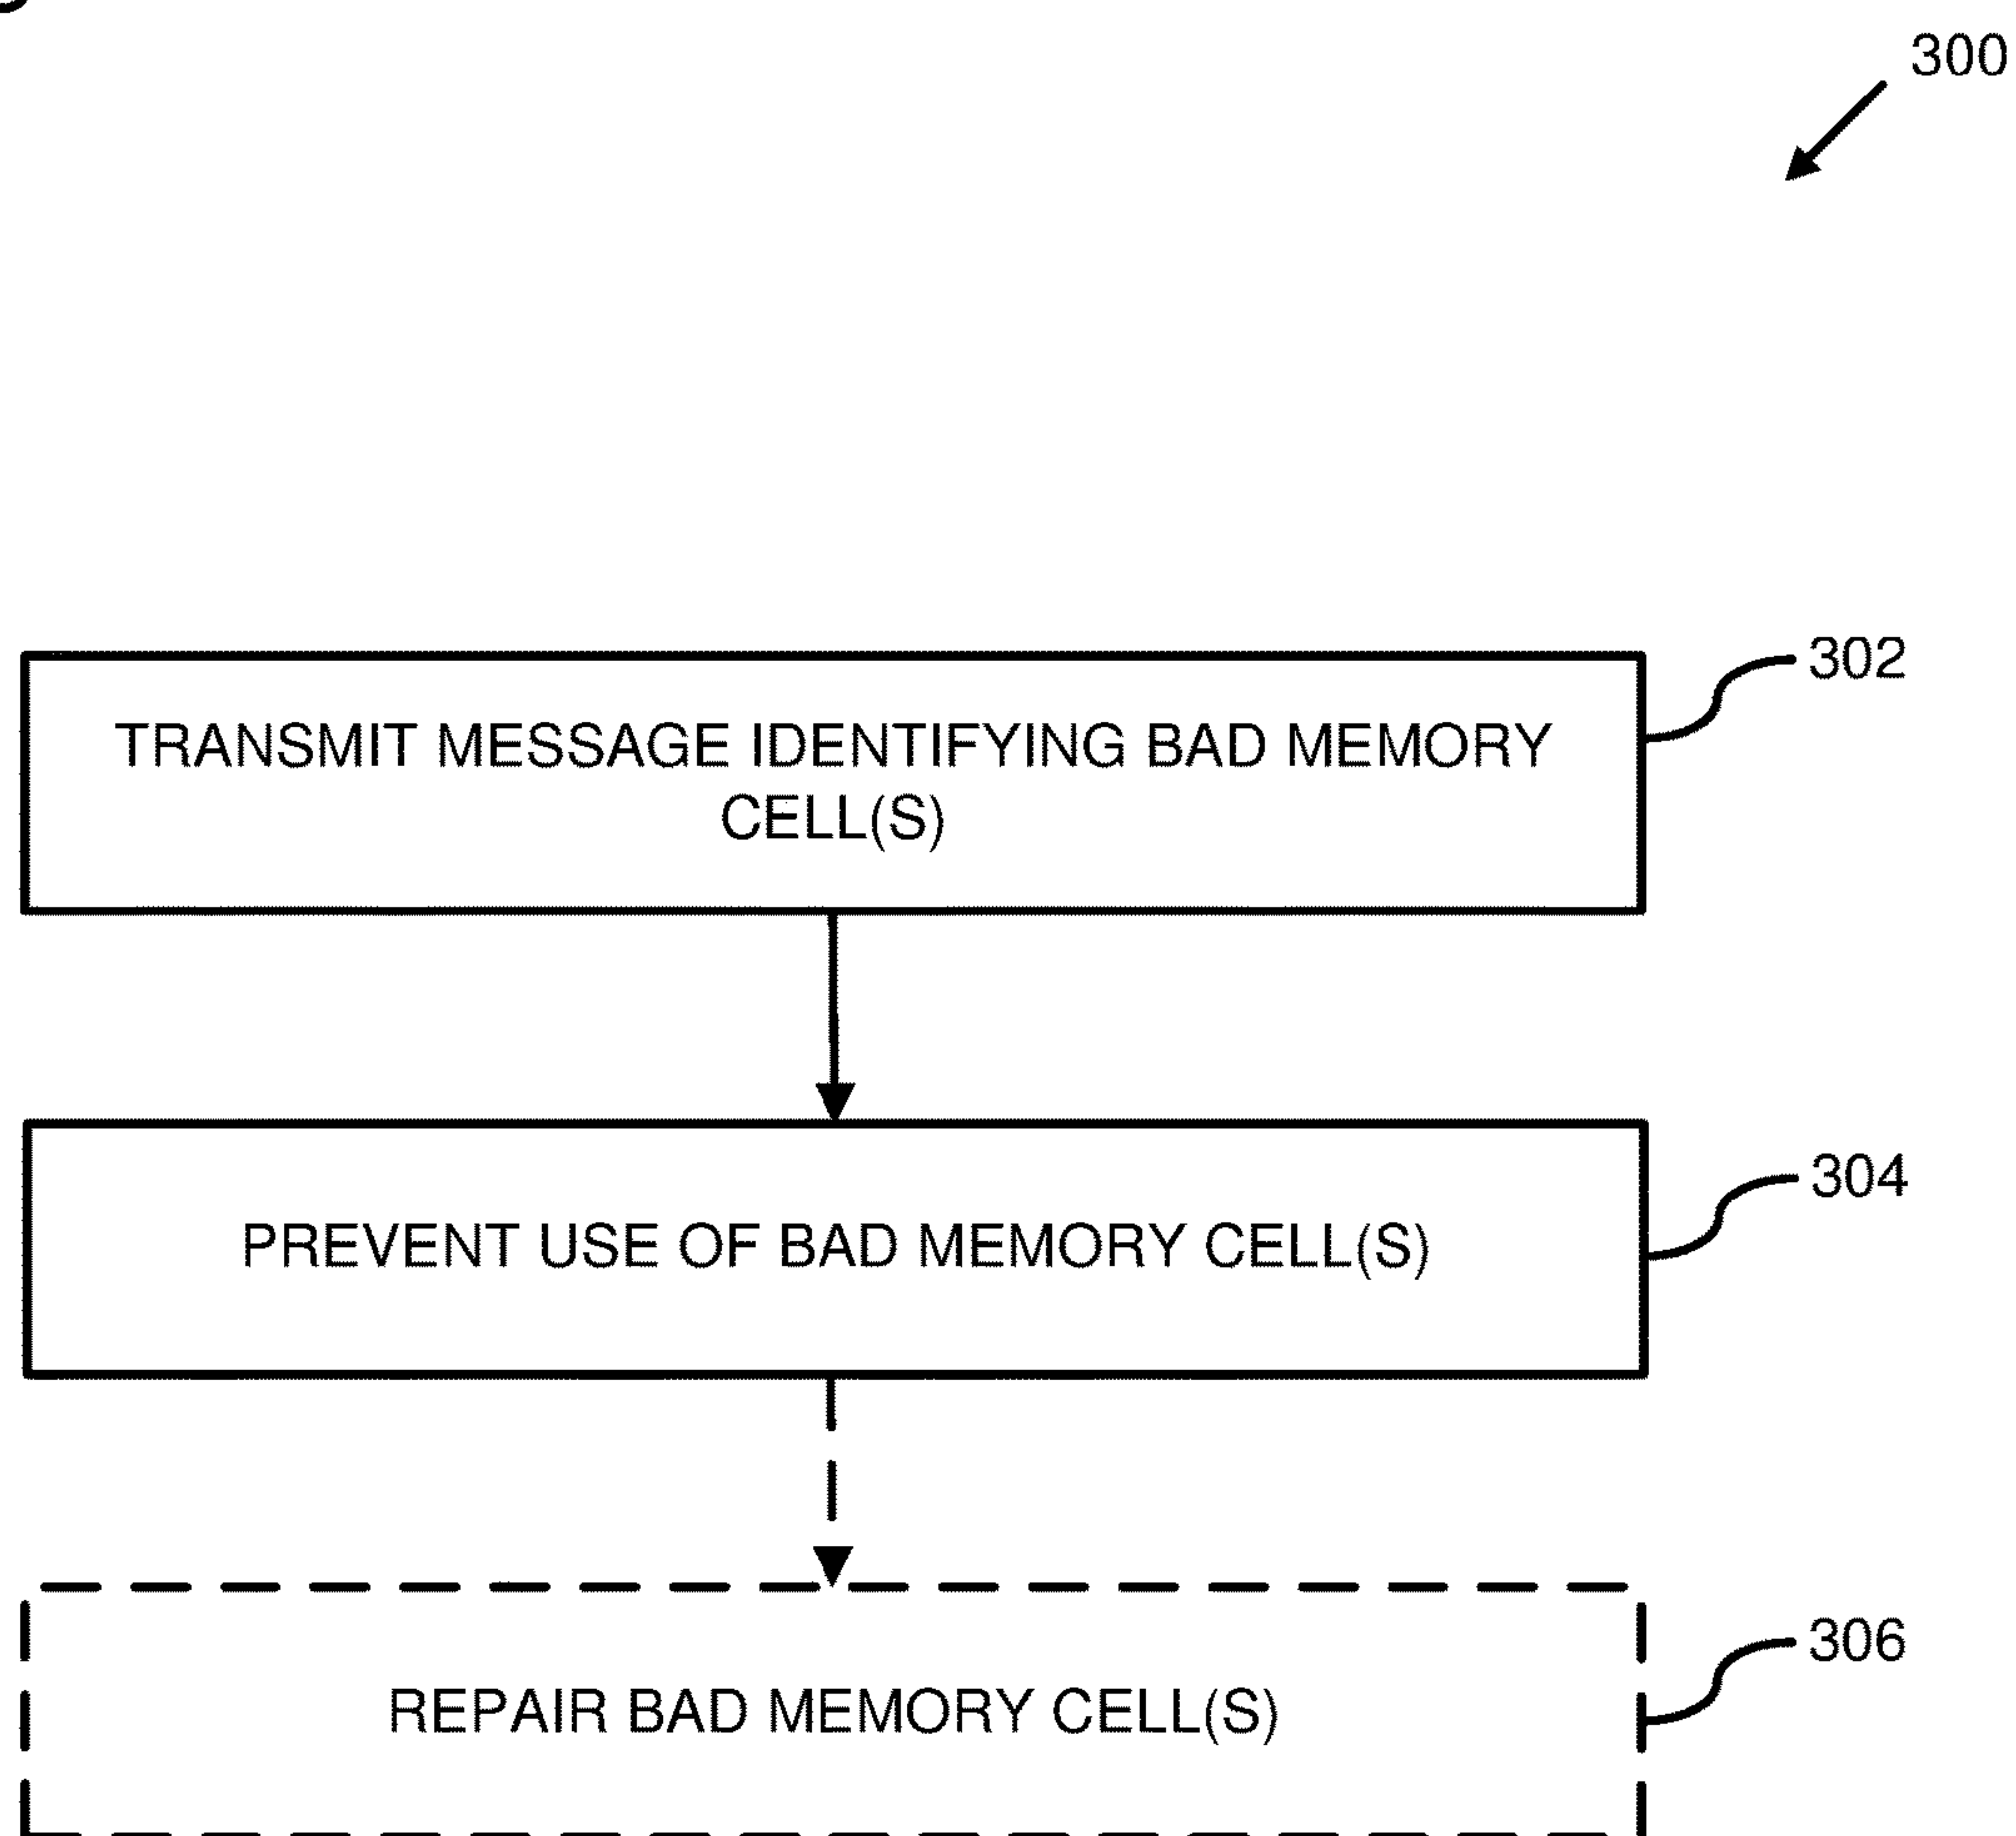 300
302
TRANSMIT MESSAGE IDENTIFYING BAD MEMORY
CELL(S)
304
PREVENT USE OF BAD MEMORY CELL(S)
306
REPAIR BAD MEMORY CELL(S)